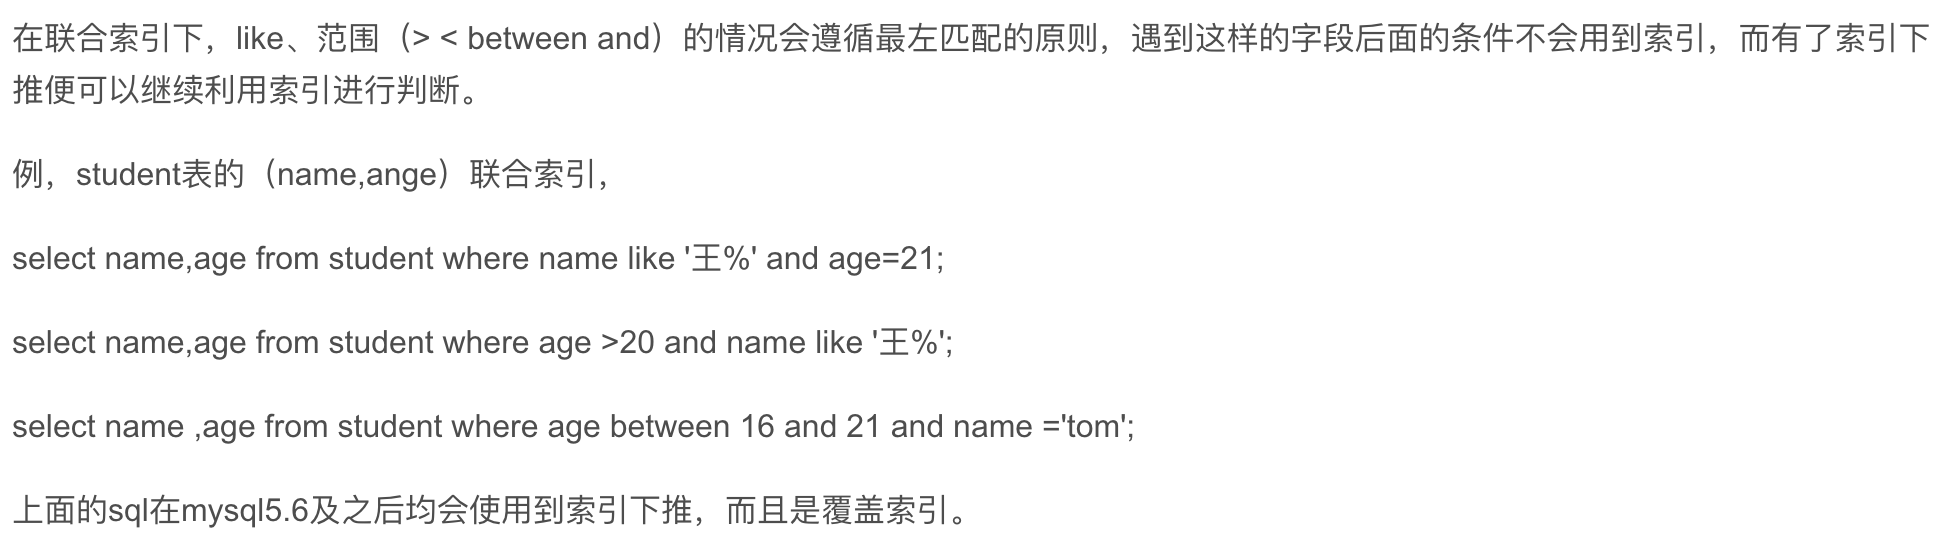 在联合索引下，like、范围（> < between and）的情况会遵循最左匹配的原则，遇到这样的字段后面的条件不会用到索引，而有了索引下
推便可以继续利用索引进行判断。
例，student表的（name,ange）联合索引，
select name,age from student where name like '王%' and age=21;
select name,age from student where age >20 and name like '王%';
select name ,age from student where age between 16 and 21 and name ='tom';
上面的sql在mysql5.6及之后均会使用到索引下推，而且是覆盖索引。